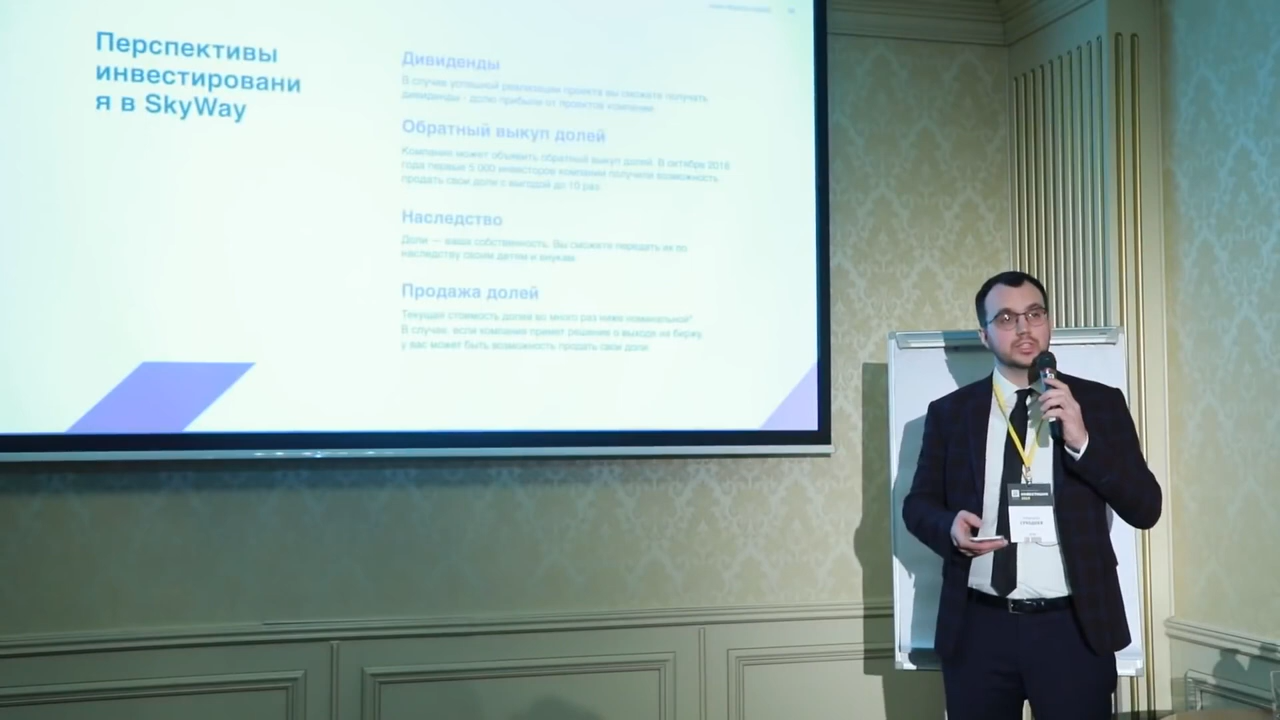 Перспективы
инвестировани
я в SkyWay
Дивиденды
В случае успешной реализации проекта вы сможете получать
дивиденды - долю прибыли от проектов компании.
Обратный выкуп долей
Компания может объявить обратный выкуп долей. В октябре 2018
года первые 5 000 инвесторов компании получили возможность
продать свои доли с выгодой до 10 раз.
Наследство
Доли — ваша собственность. Вы сможете передать их по
наследству своим детям и внукам.
Продажа долей
Текущая стоимость долей во много раз ниже номинальной*.
В случае, если компания примет решение о выходе на биржу,
у вас может быть возможность продать свои доли.